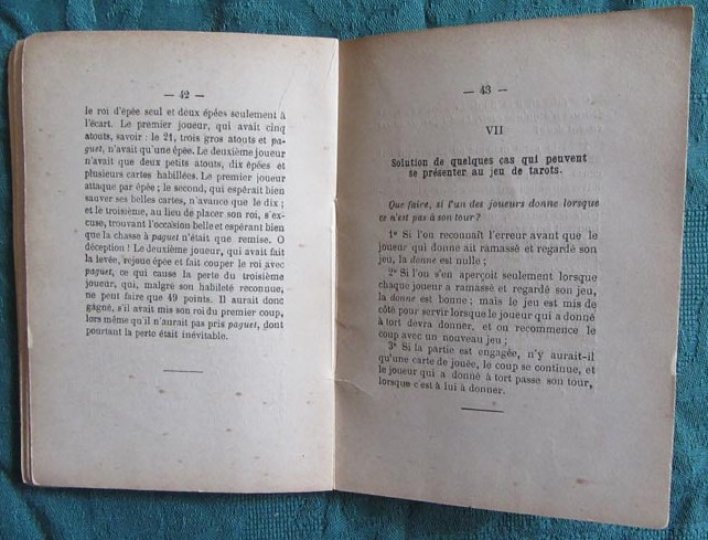 — 42 —
le roi d'épée seul et deux épées seulement à
l'écart. Le premier joueur, qui avait cinq
atouts, savoir : le 21, trois gros atouts et pa-
guet, n'avait qu'une épée. Le deuxième joueur
n'avait que deux petits atouts, dix épées et
plusieurs cartes habillées. Le premier joueur
attaque par épée ; le second, qui espérait bien
sauver ses belles cartes, n'avance que le dix ;
et le troisième, au lieu de placer son roi, s'ex-
cuse, trouvant l'occasion belle et espérant bien
que la chasse à paguet n'était que remise. O
déception ! Le deuxième joueur, qui avait fait
la levée, rejoue épée et fait couper le roi avec
paguet, ce qui cause la perte du troisième
joueur, qui, malgré son habileté reconnue,
ne peut faire que 49 points. Il aurait donc
gagné, s'il avait mis son roi du premier coup,
lors même qu'il n'aurait pas pris paguet, dont
pourtant la perte était inévitable.
— 43 —
VII
Solution de quelques cas qui peuvent
se présenter au jeu de tarots.
Que faire, si l'un des joueurs donne lorsque
ce n'est pas à son tour ?
1° Si l'on reconnaît l'erreur avant que le
joueur qui donne ait ramassé et regardé son
jeu, la donne est nulle ;
2° Si l'on s'en aperçoit seulement lorsque
chaque joueur a ramassé et regardé son jeu,
la donne est bonne ; mais le jeu est mis de
côté pour servir lorsque le joueur qui a donné
à tort devra donner, et on recommence le
coup avec un nouveau jeu ;
3° Si la partie est engagée, n'y aurait-il
qu'une carte de jouée, le coup se continue, et
le joueur qui a donné à tort passe son tour,
lorsque c'est à lui à donner.